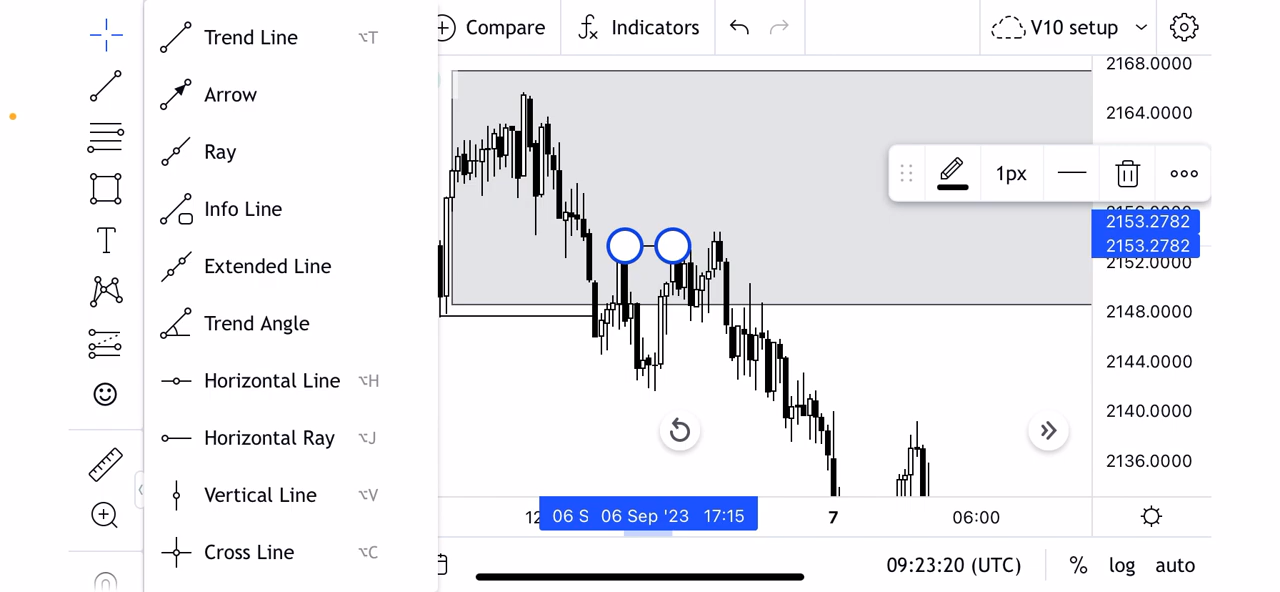 Compare
Indicators
V10 setup
Trend Line ⌥T
Arrow
Ray
Info Line
Extended Line
Trend Angle
Horizontal Line ⌥H
Horizontal Ray ⌥J
Vertical Line ⌥V
Cross Line ⌥C
T
1px
2168.0000
2164.0000
2153.2782
2153.2782
2152.0000
2148.0000
2144.0000
2140.0000
2136.0000
12
06 S
06 Sep '23 17:15
7
06:00
09:23:20 (UTC)
%
log
auto